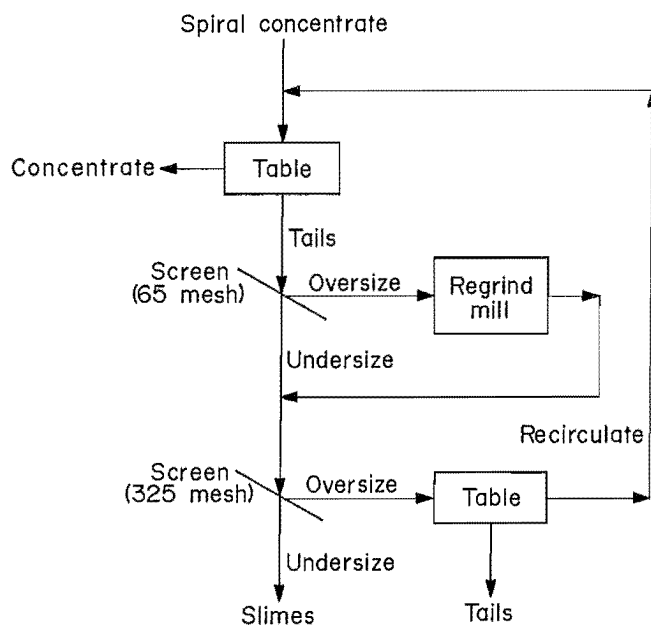 Spiral concentrate
Concentrate
Table
Tails
Screen
(65 mesh)
Oversize
Regrind
mill
Undersize
Recirculate
Screen
(325 mesh)
Oversize
Table
Undersize
Slimes
Tails